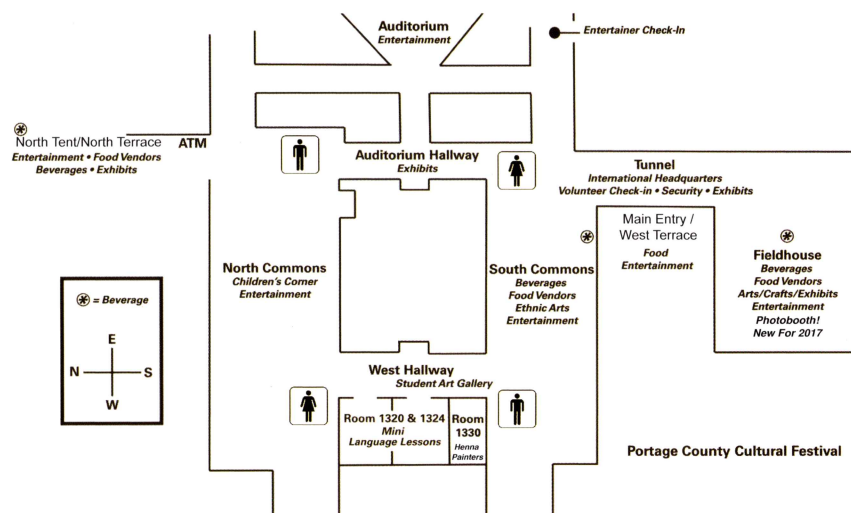 Auditorium
Entertainment
Entertainer Check-In
North Tent/North Terrace
Entertainment • Food Vendors
Beverages • Exhibits
ATM
Auditorium Hallway
Exhibits
Tunnel
International Headquarters
Volunteer Check-in • Security • Exhibits
Main Entry /
West Terrace
Food
Entertainment
North Commons
Children's Corner
Entertainment
South Commons
Beverages
Food Vendors
Ethnic Arts
Entertainment
Fieldhouse
Beverages
Food Vendors
Arts/Crafts/Exhibits
Entertainment
Photobooth!
New For 2017
= Beverage
E
N
S
W
West Hallway
Student Art Gallery
Room 1320 & 1324
Mini
Language Lessons
Room
1330
Henna
Painters
Portage County Cultural Festival